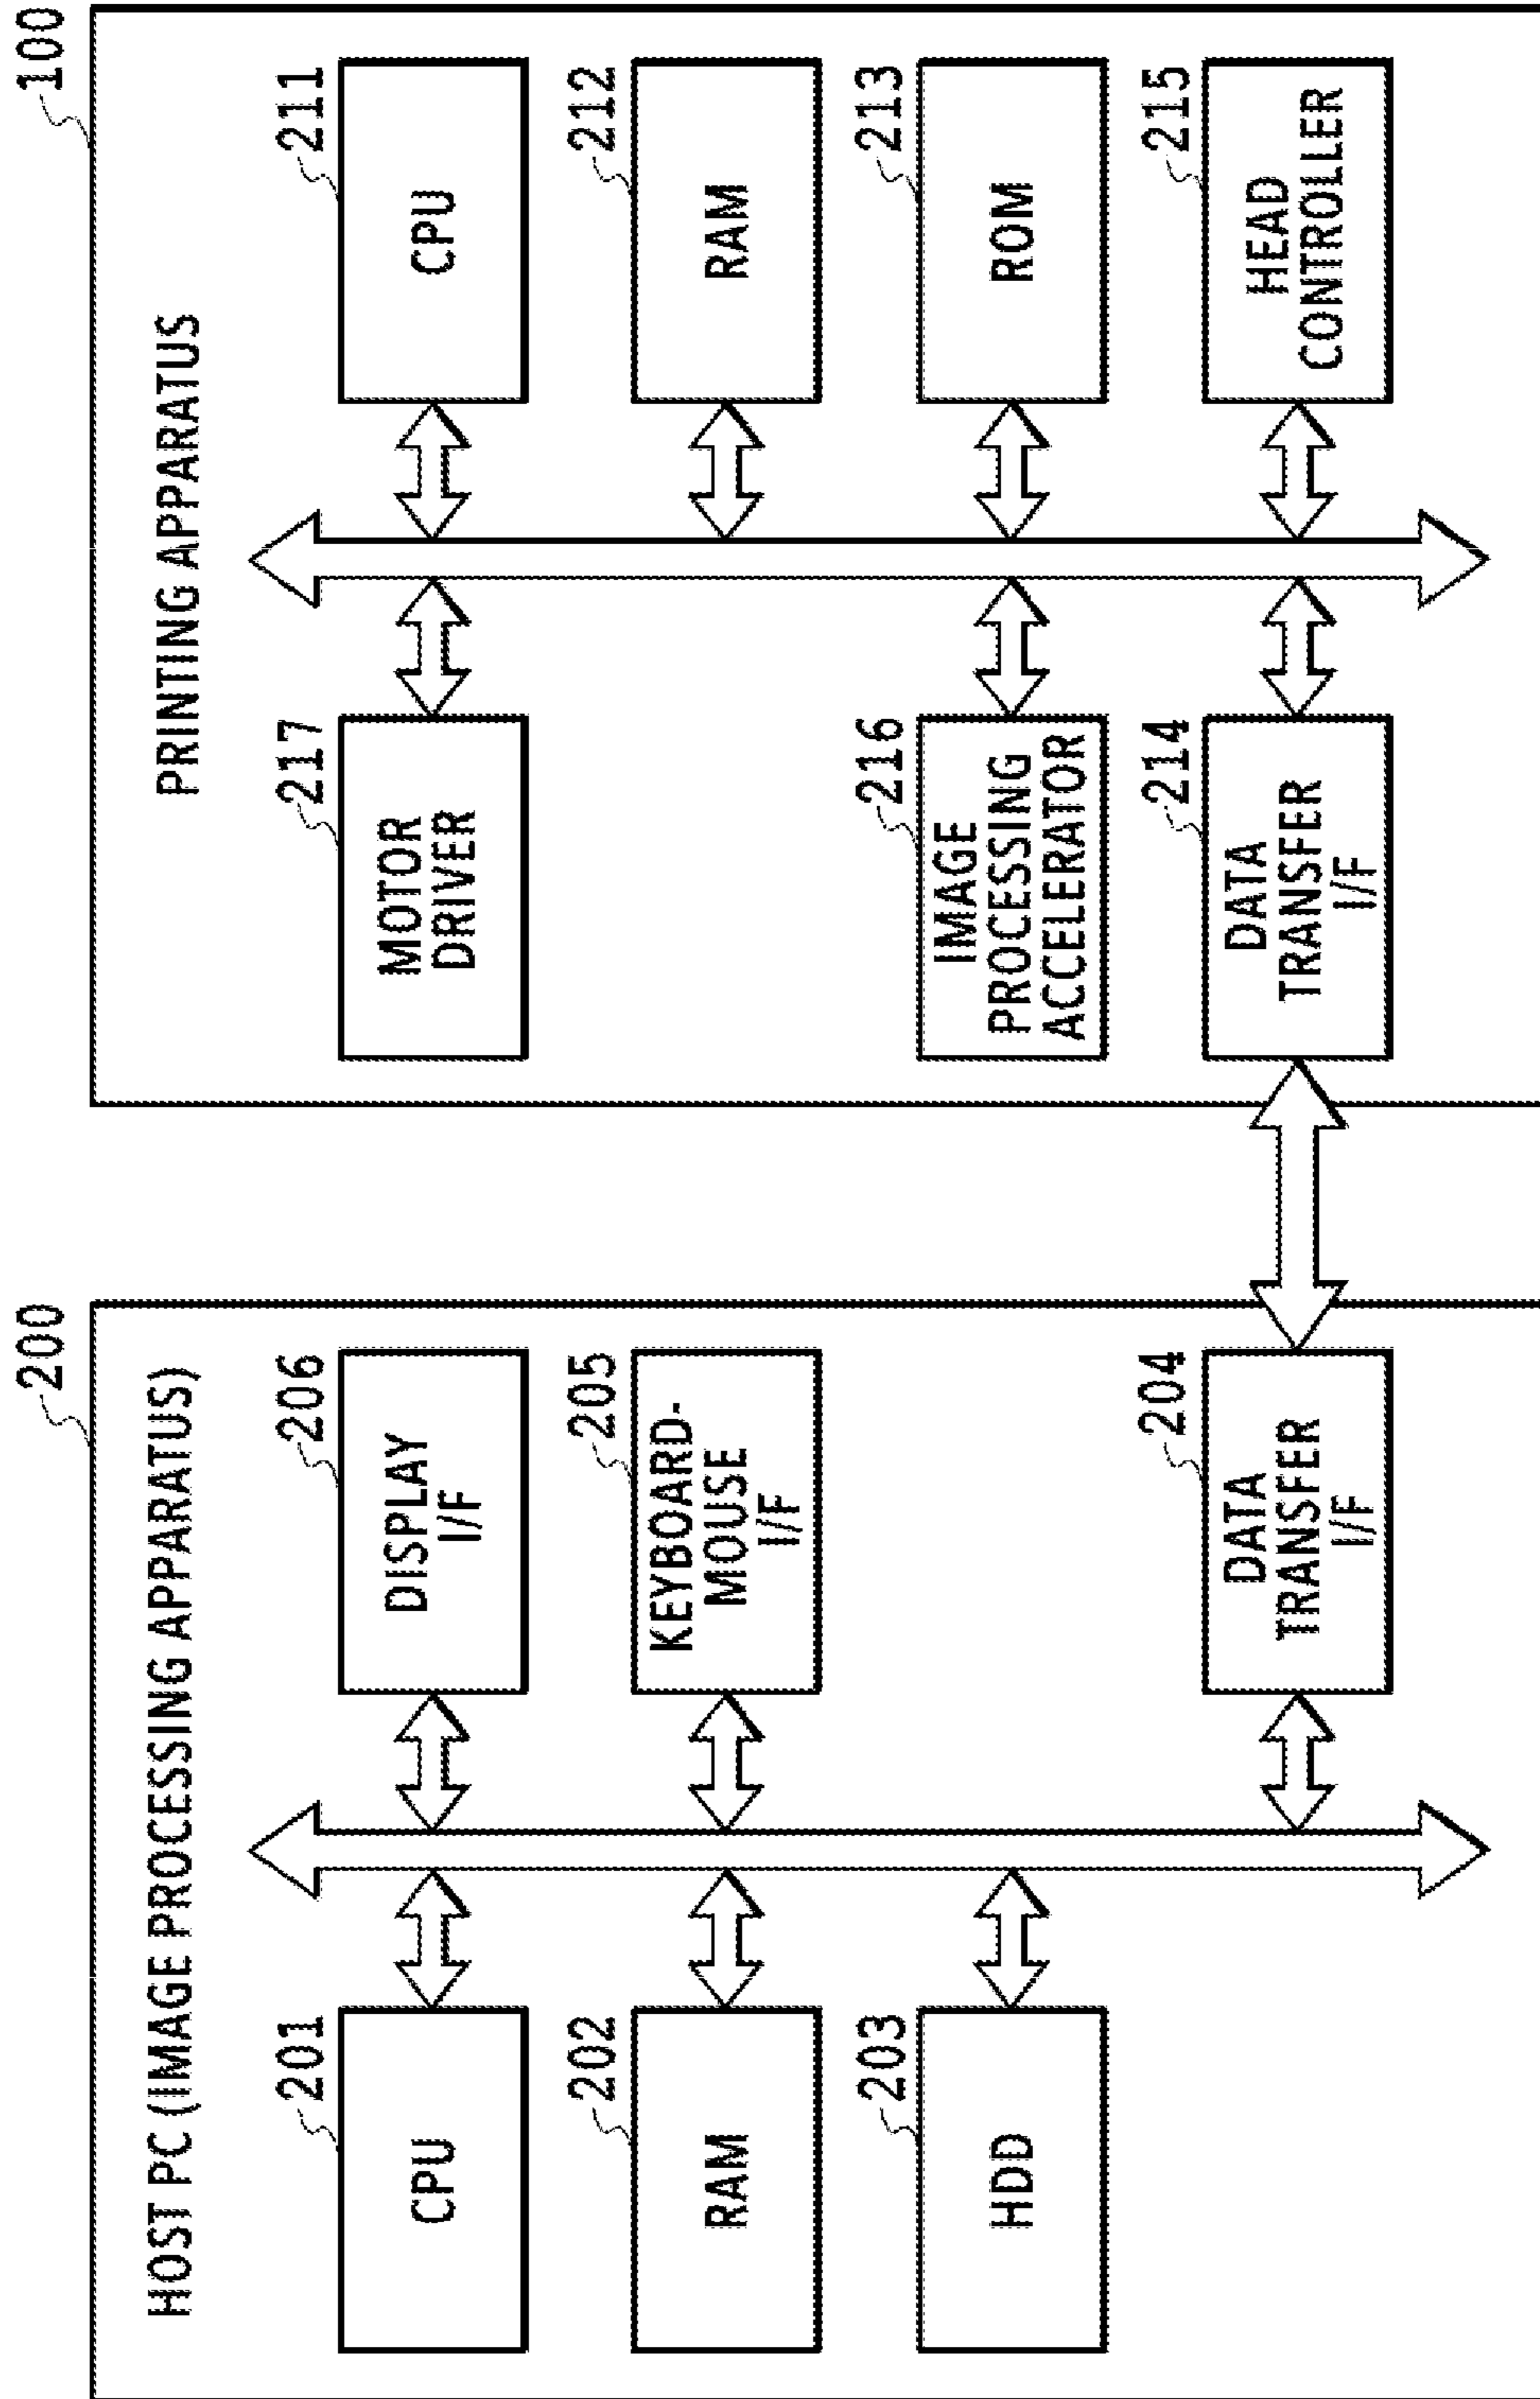 200
HOST PC (IMAGE PROCESSING APPARATUS)
201
CPU
202
RAM
203
HDD
206
DISPLAY
I/F
205
KEYBOARD-
MOUSE
I/F
204
DATA
TRANSFER
I/F
100
PRINTING APPARATUS
217
MOTOR
DRIVER
216
IMAGE
PROCESSING
ACCELERATOR
214
DATA
TRANSFER
I/F
211
CPU
212
RAM
213
ROM
215
HEAD
CONTROLLER